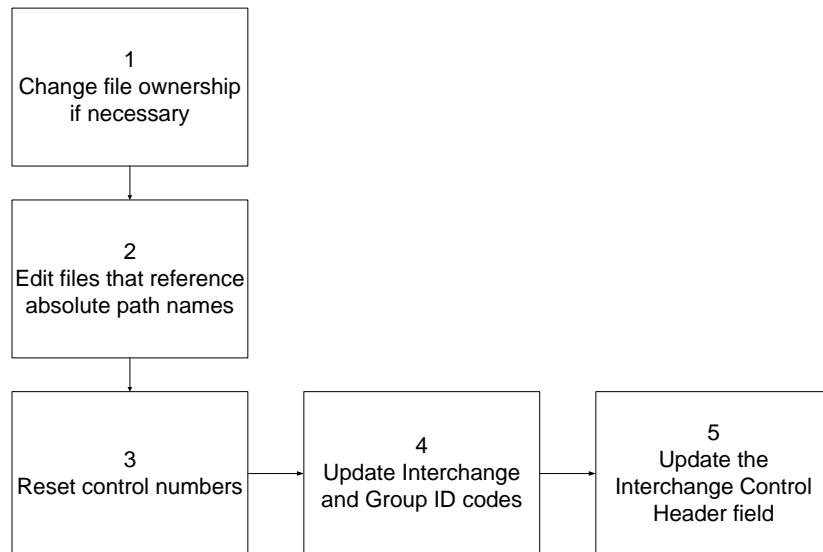 1
Change file ownership
if necessary
2
Edit files that reference
absolute path names
3
Reset control numbers
4
Update Interchange
and Group ID codes
5
Update the
Interchange Control
Header field